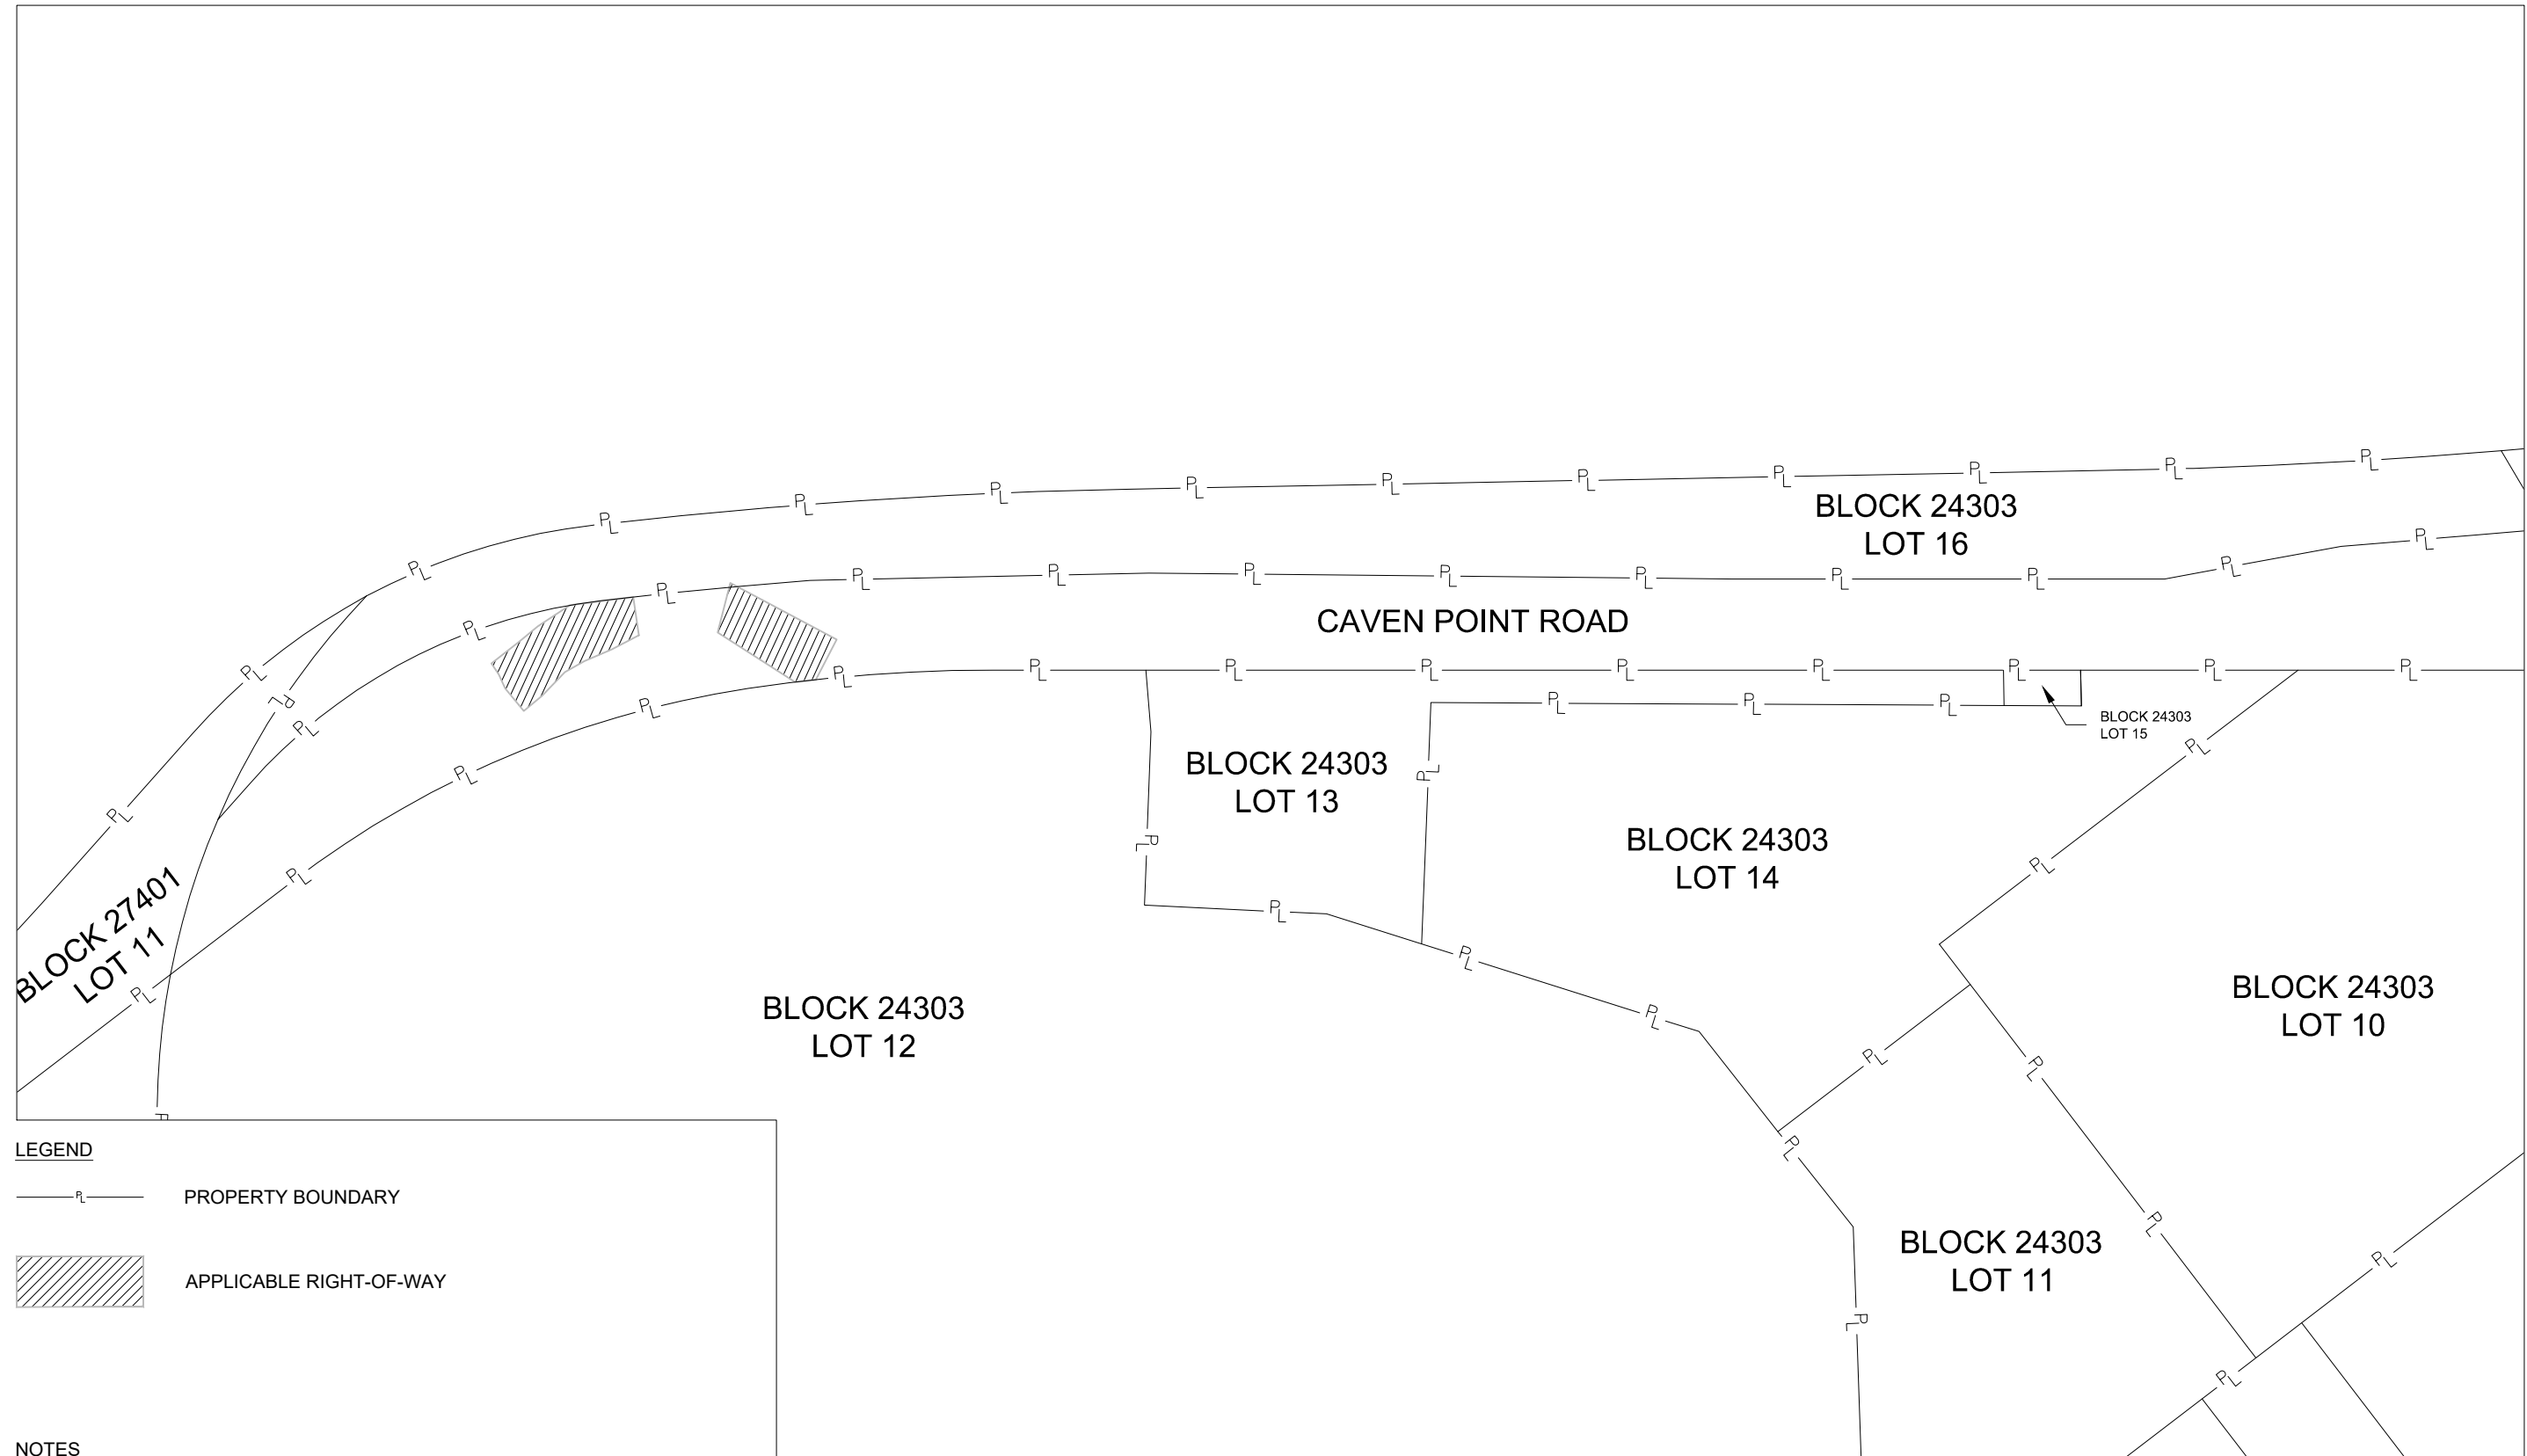 BLOCK 24303
LOT 16
CAVEN POINT ROAD
BLOCK 24303
LOT 15
BLOCK 24303
LOT 13
BLOCK 24303
LOT 14
BLOCK 27401
LOT 11
BLOCK 24303
LOT 12
BLOCK 24303
LOT 10
BLOCK 24303
LOT 11
LEGEND
PL PROPERTY BOUNDARY
APPLICABLE RIGHT-OF-WAY
NOTES